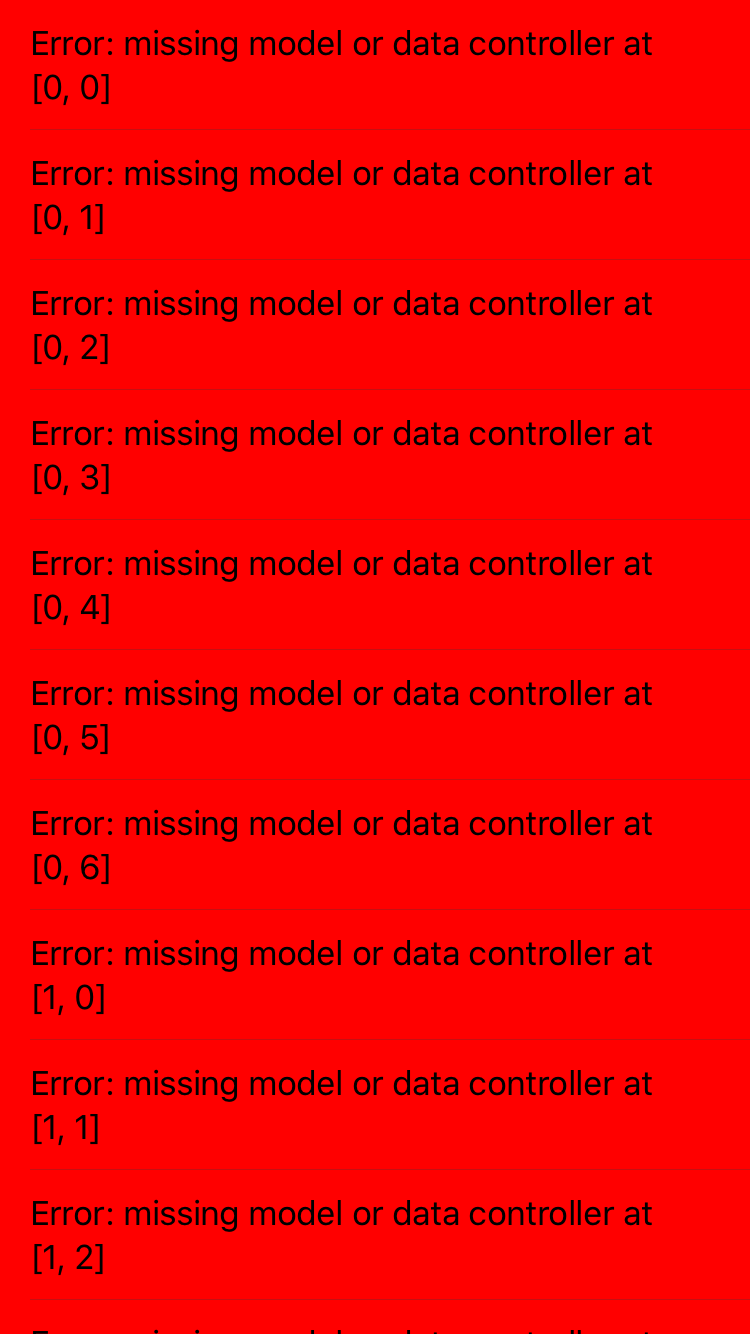 Error: missing model or data controller at
[0, 0]
Error: missing model or data controller at
[0, 1]
Error: missing model or data controller at
[0, 2]
Error: missing model or data controller at
[0, 3]
Error: missing model or data controller at
[0, 4]
Error: missing model or data controller at
[0, 5]
Error: missing model or data controller at
[0, 6]
Error: missing model or data controller at
[1, 0]
Error: missing model or data controller at
[1, 1]
Error: missing model or data controller at
[1, 2]